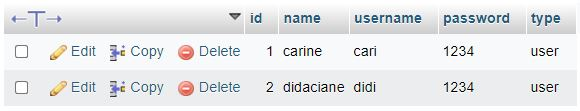 id name username password type
Edit Copy Delete 1 carine cari 1234 user
Edit Copy Delete 2 didaciane didi 1234 user